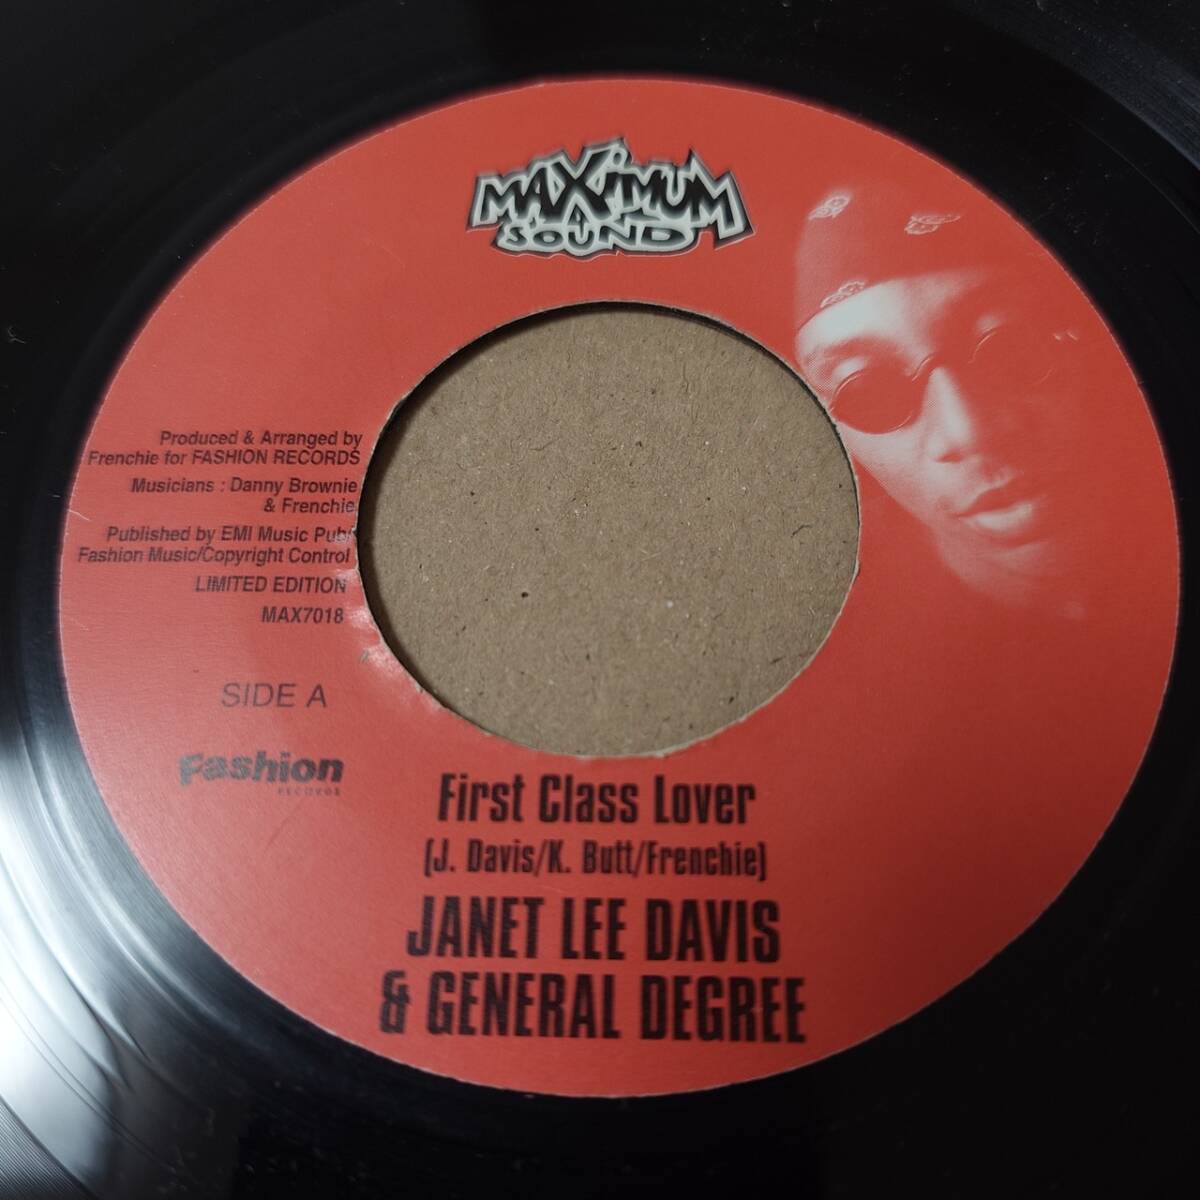 MAXIMUM
SOUND
Produced & Arranged by
Frenchie for FASHION RECORDS
Musicians : Danny Brownie
& Frenchie
Published by EMI Music Pub/
Fashion Music/Copyright Control
LIMITED EDITION
MAX7018
SIDE A
Fashion
RECORDS
First Class Lover
(J. Davis/K. Butt/Frenchie)
JANET LEE DAVIS
& GENERAL DEGREE